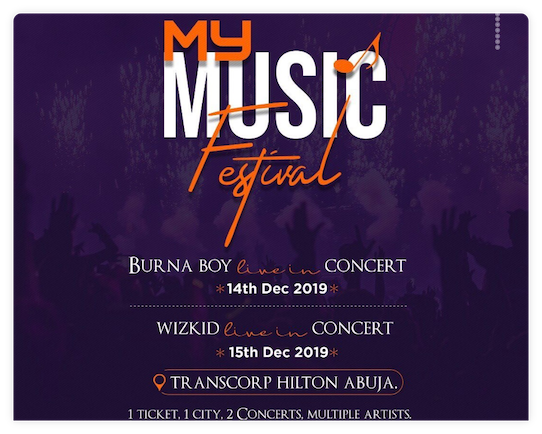 MY
MUSIC
Festival
BURNA BOY live in CONCERT
*14th Dec 2019*
WIZKID live in CONCERT
*15th Dec 2019*
TRANSCORP HILTON ABUJA.
1 TICKET, 1 CITY, 2 CONCERTS, MULTIPLE ARTISTS.